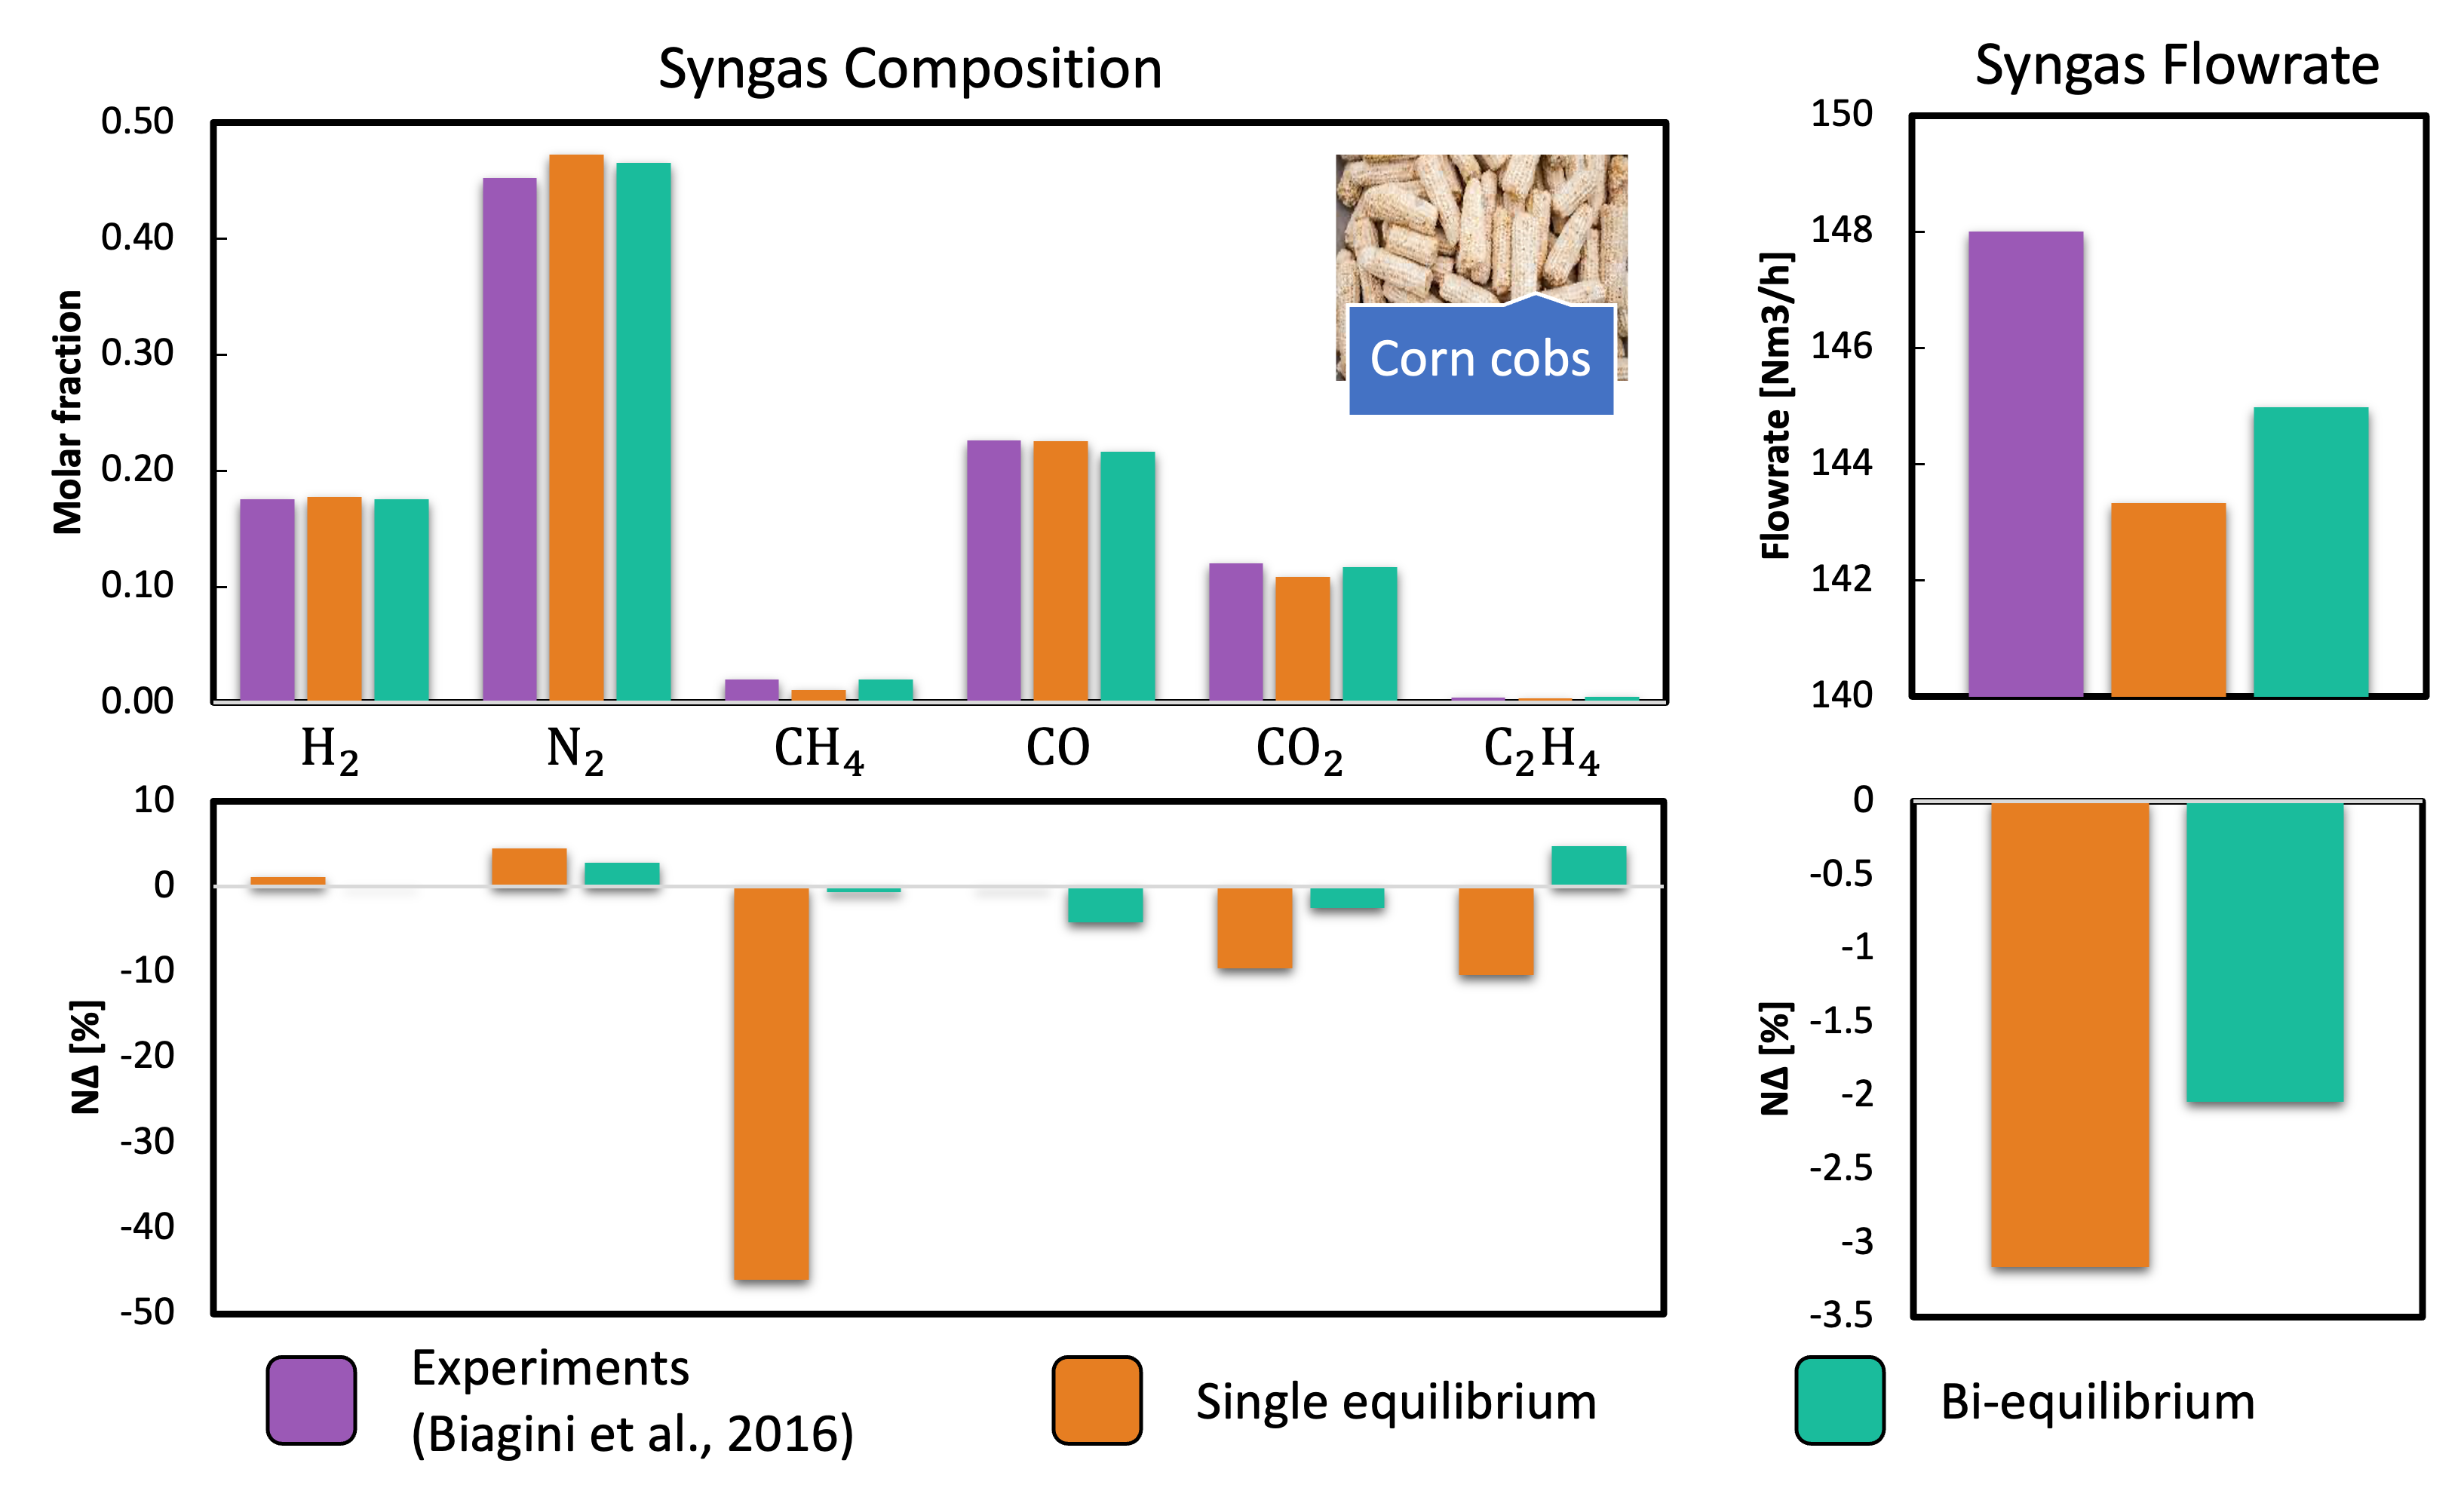 Syngas Composition
0.50
0.40
0.30
0.20
0.10
0.00
Molar fraction
Corn cobs
H₂ N₂ CH₄ CO CO₂ C₂H₄
10
0
-10
-20
-30
-40
-50
NΔ [%]
Syngas Flowrate
150
148
146
144
142
140
Flowrate [Nm3/h]
0
-0.5
-1
-1.5
-2
-2.5
-3
-3.5
NΔ [%]
Experiments
(Biagini et al., 2016)
Single equilibrium
Bi-equilibrium